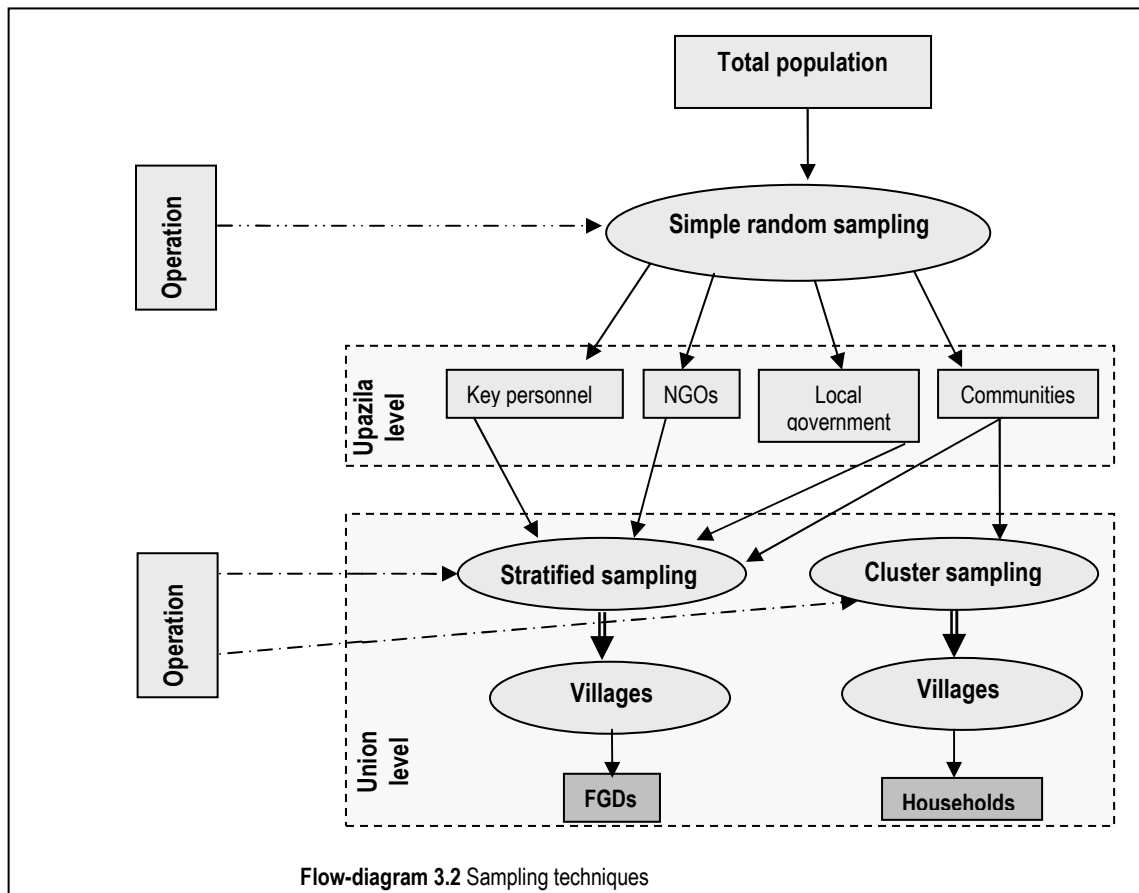 Total population
Operation
Simple random sampling
Upazila
level
Key personnel
NGOs
Local
government
Communities
Operation
Stratified sampling
Cluster sampling
Union
level
Villages
Villages
FGDs
Households
Flow-diagram 3.2 Sampling techniques